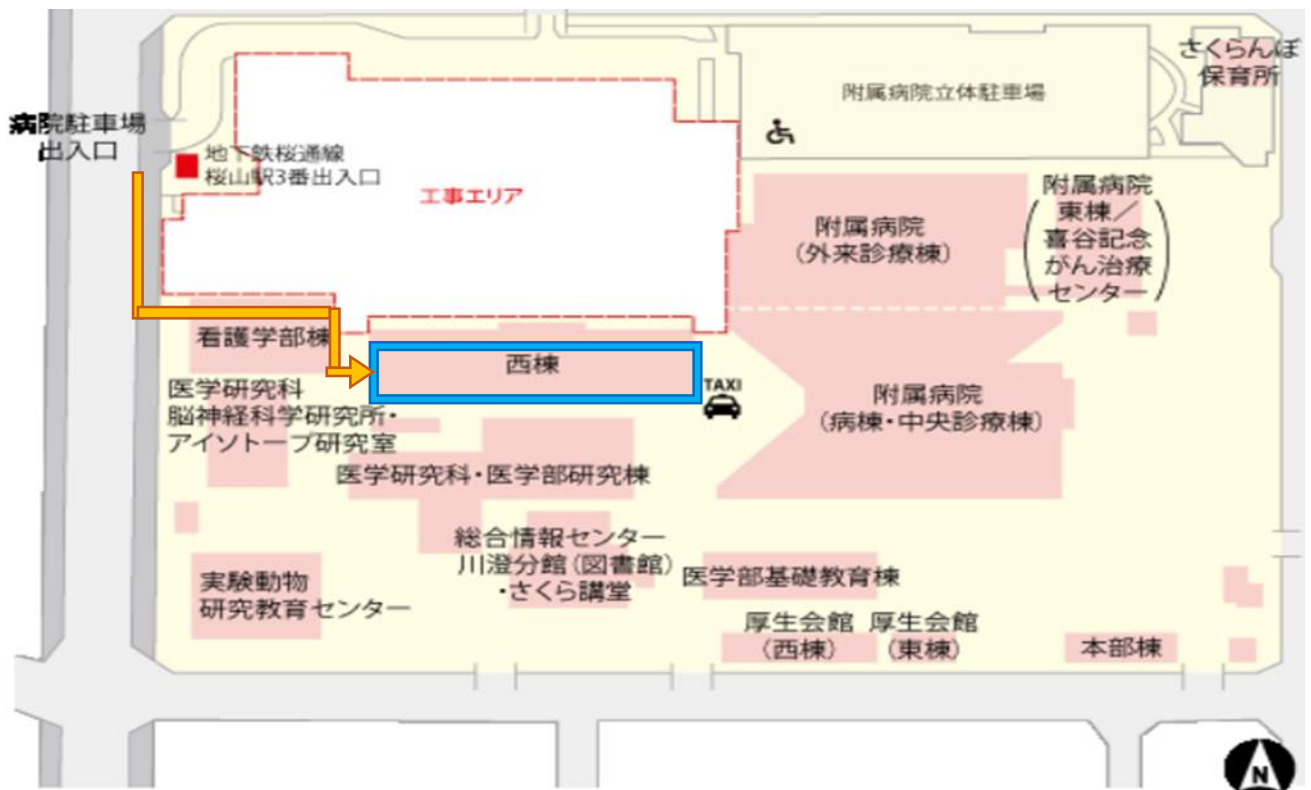 さくらんぼ
保育所
附属病院立体駐車場
病院駐車場
出入口
地下鉄桜通線
桜山駅3番出入口
工事エリア
附属病院
（外来診療棟）
附属病院
東棟／
喜谷記念
がん治療
センター
看護学部棟
西棟
TAXI
医学研究科
脳神経科学研究所・
アイソトープ研究室
附属病院
（病棟・中央診療棟）
医学研究科・医学部研究棟
総合情報センター
川澄分館（図書館）
・さくら講堂
実験動物
研究教育センター
医学部基礎教育棟
厚生会館
（西棟）
厚生会館
（東棟）
本部棟
N